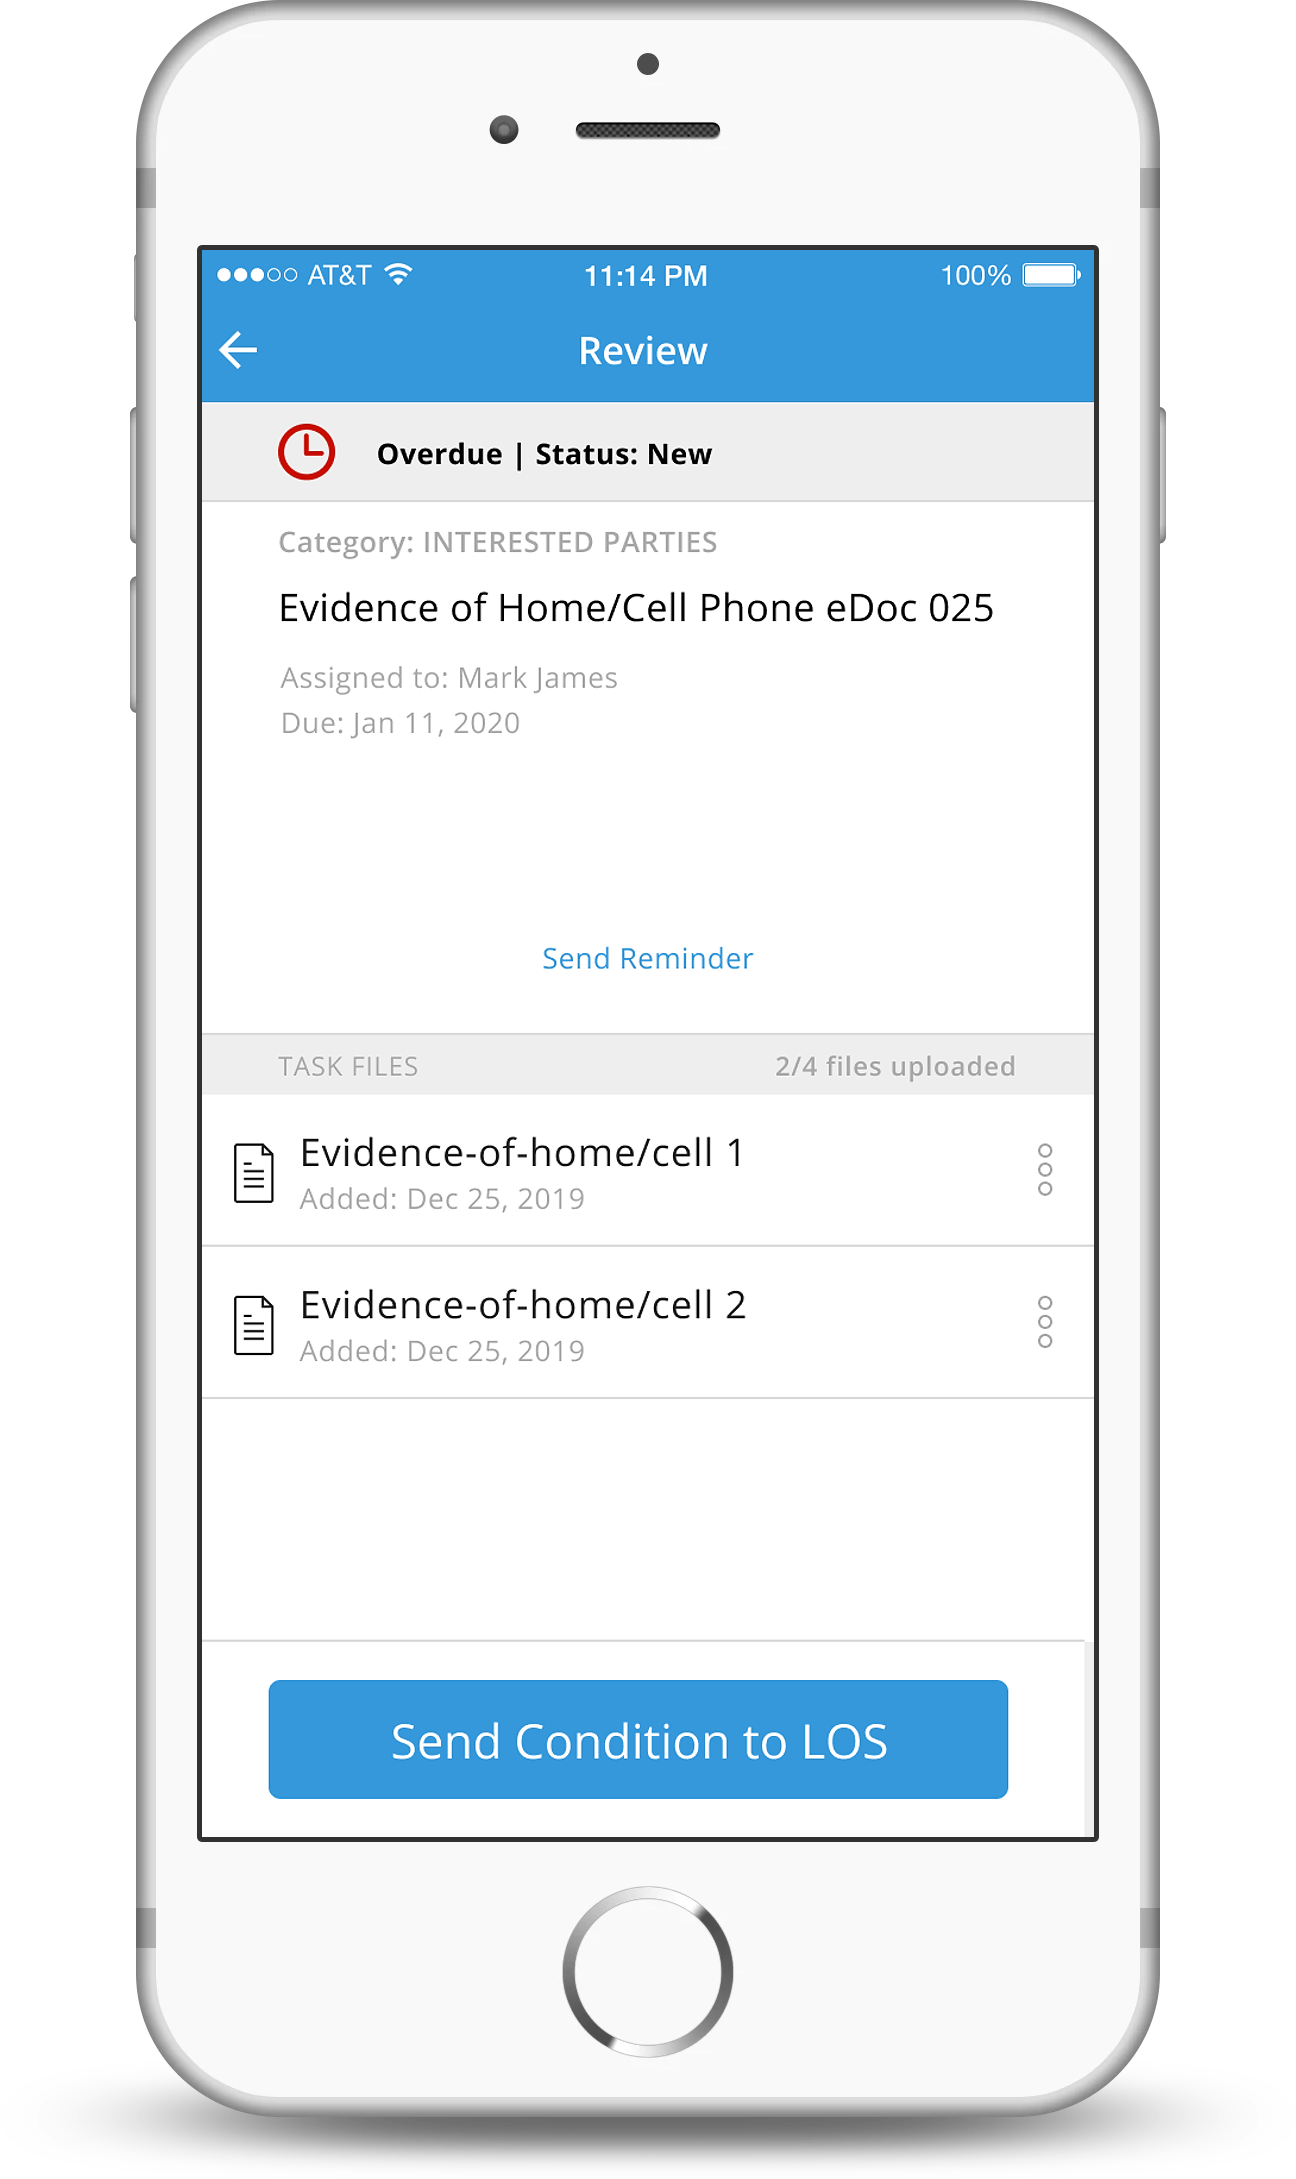 AT&T 11:14 PM 100%
Review
Overdue | Status: New
Category: INTERESTED PARTIES
Evidence of Home/Cell Phone eDoc 025
Assigned to: Mark James
Due: Jan 11, 2020
Send Reminder
TASK FILES 2/4 files uploaded
Evidence-of-home/cell 1
Added: Dec 25, 2019
Evidence-of-home/cell 2
Added: Dec 25, 2019
Send Condition to LOS